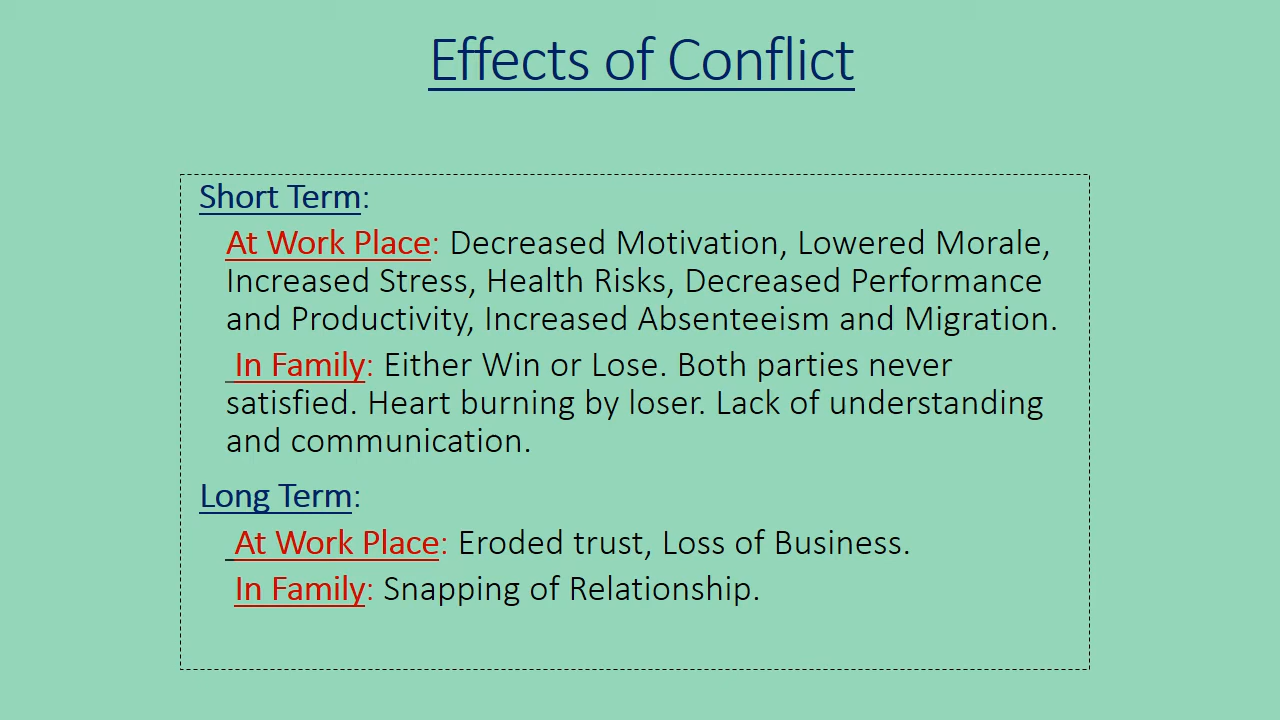 Effects of Conflict
Short Term:
At Work Place: Decreased Motivation, Lowered Morale,
Increased Stress, Health Risks, Decreased Performance
and Productivity, Increased Absenteeism and Migration.
In Family: Either Win or Lose. Both parties never
satisfied. Heart burning by loser. Lack of understanding
and communication.
Long Term:
At Work Place: Eroded trust, Loss of Business.
In Family: Snapping of Relationship.